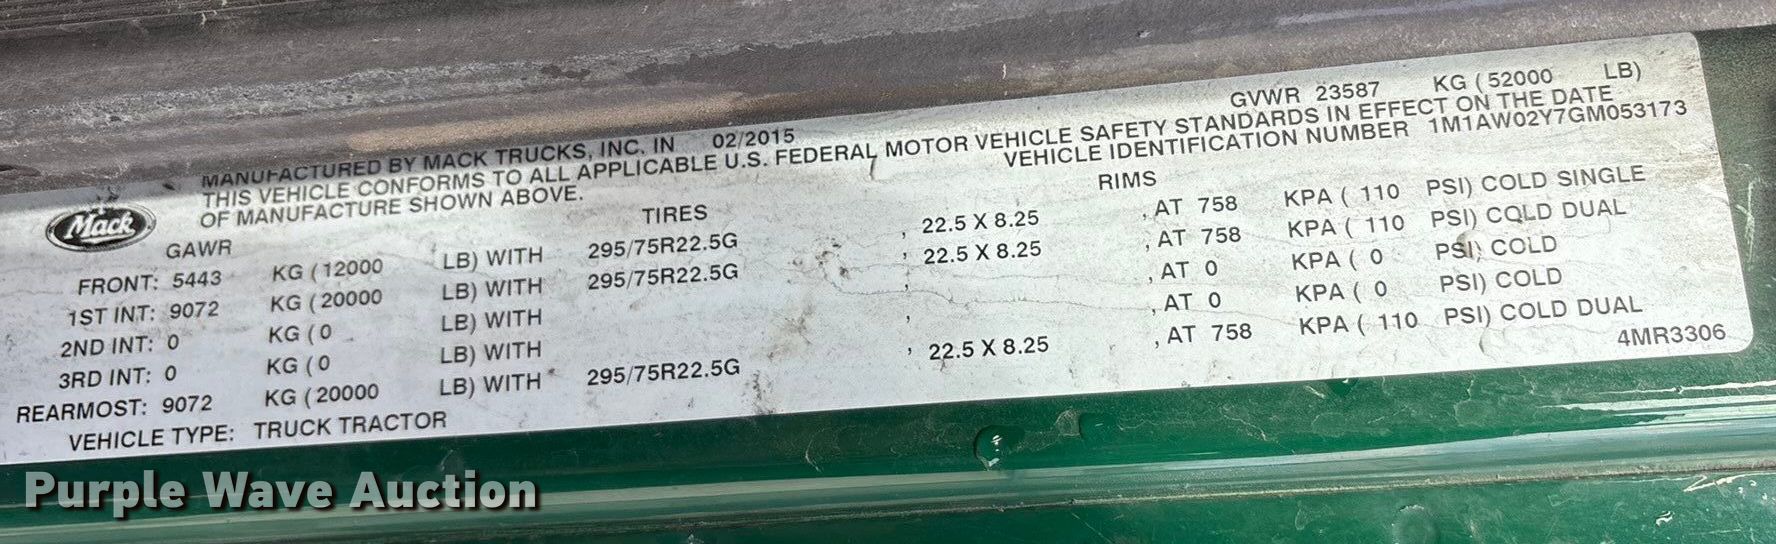 GVWR 23587 KG ( 52000 LB)
MANUFACTURED BY MACK TRUCKS, INC. IN 02/2015
THIS VEHICLE CONFORMS TO ALL APPLICABLE U.S. FEDERAL MOTOR VEHICLE SAFETY STANDARDS IN EFFECT ON THE DATE
OF MANUFACTURE SHOWN ABOVE. VEHICLE IDENTIFICATION NUMBER 1M1AW02Y7GM053173
Mack
GAWR TIRES RIMS
FRONT: 5443 KG ( 12000 LB) WITH 295/75R22.5G , 22.5 X 8.25 , AT 758 KPA ( 110 PSI) COLD SINGLE
1ST INT: 9072 KG ( 20000 LB) WITH 295/75R22.5G , 22.5 X 8.25 , AT 758 KPA ( 110 PSI) COLD DUAL
2ND INT: 0 KG ( 0 LB) WITH , , AT 0 KPA ( 0 PSI) COLD
3RD INT: 0 KG ( 0 LB) WITH , , AT 0 KPA ( 0 PSI) COLD
REARMOST: 9072 KG ( 20000 LB) WITH 295/75R22.5G , 22.5 X 8.25 , AT 758 KPA ( 110 PSI) COLD DUAL
VEHICLE TYPE: TRUCK TRACTOR 4MR3306
Purple Wave Auction